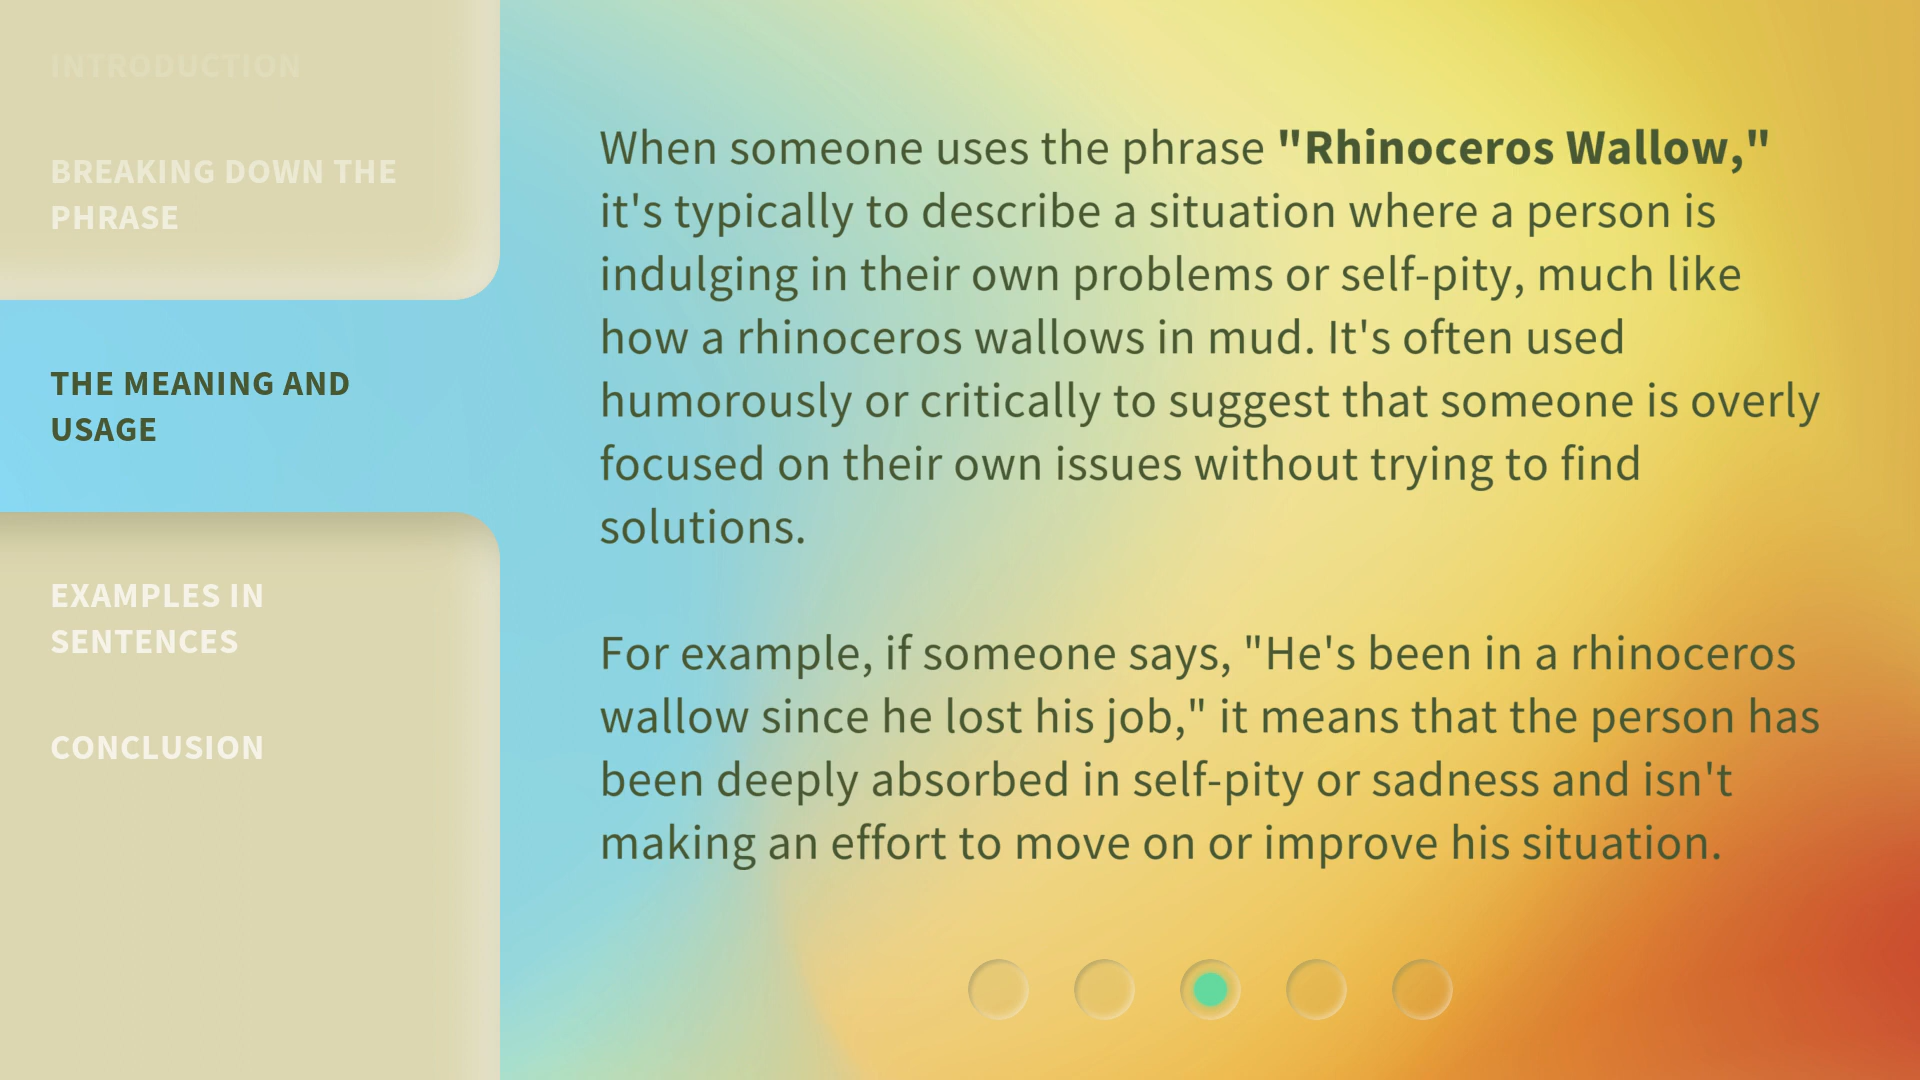 INTRODUCTION
BREAKING DOWN THE
PHRASE
THE MEANING AND
USAGE
EXAMPLES IN
SENTENCES
CONCLUSION
When someone uses the phrase "Rhinoceros Wallow,"
it's typically to describe a situation where a person is
indulging in their own problems or self-pity, much like
how a rhinoceros wallows in mud. It's often used
humorously or critically to suggest that someone is overly
focused on their own issues without trying to find
solutions.
For example, if someone says, "He's been in a rhinoceros
wallow since he lost his job," it means that the person has
been deeply absorbed in self-pity or sadness and isn't
making an effort to move on or improve his situation.